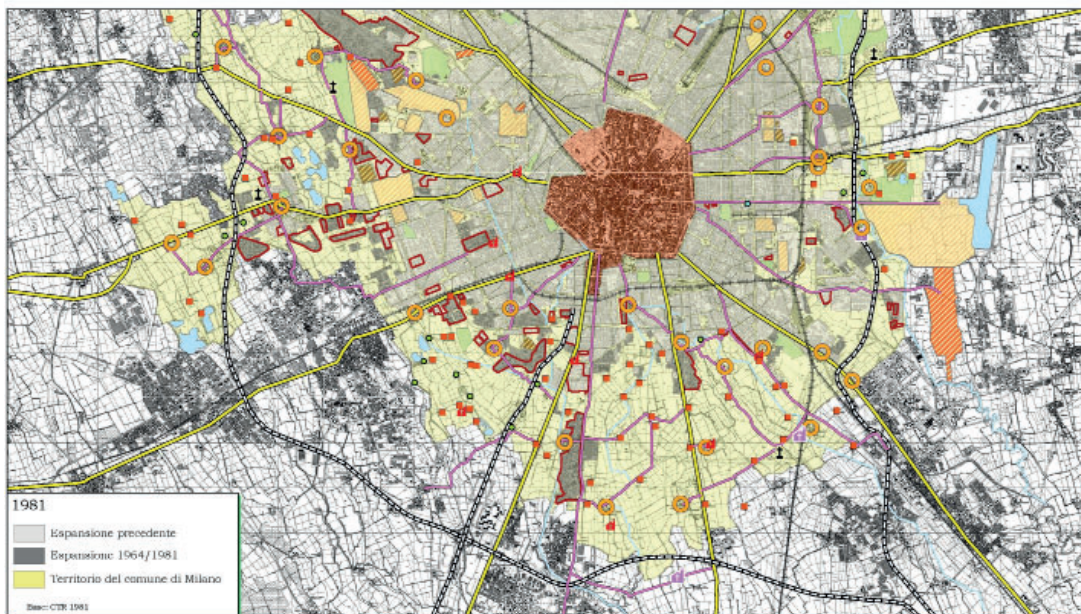 1981
Espansione precedente
Espansione 1964/1981
Territorio del comune di Milano
Base: CTR 1981